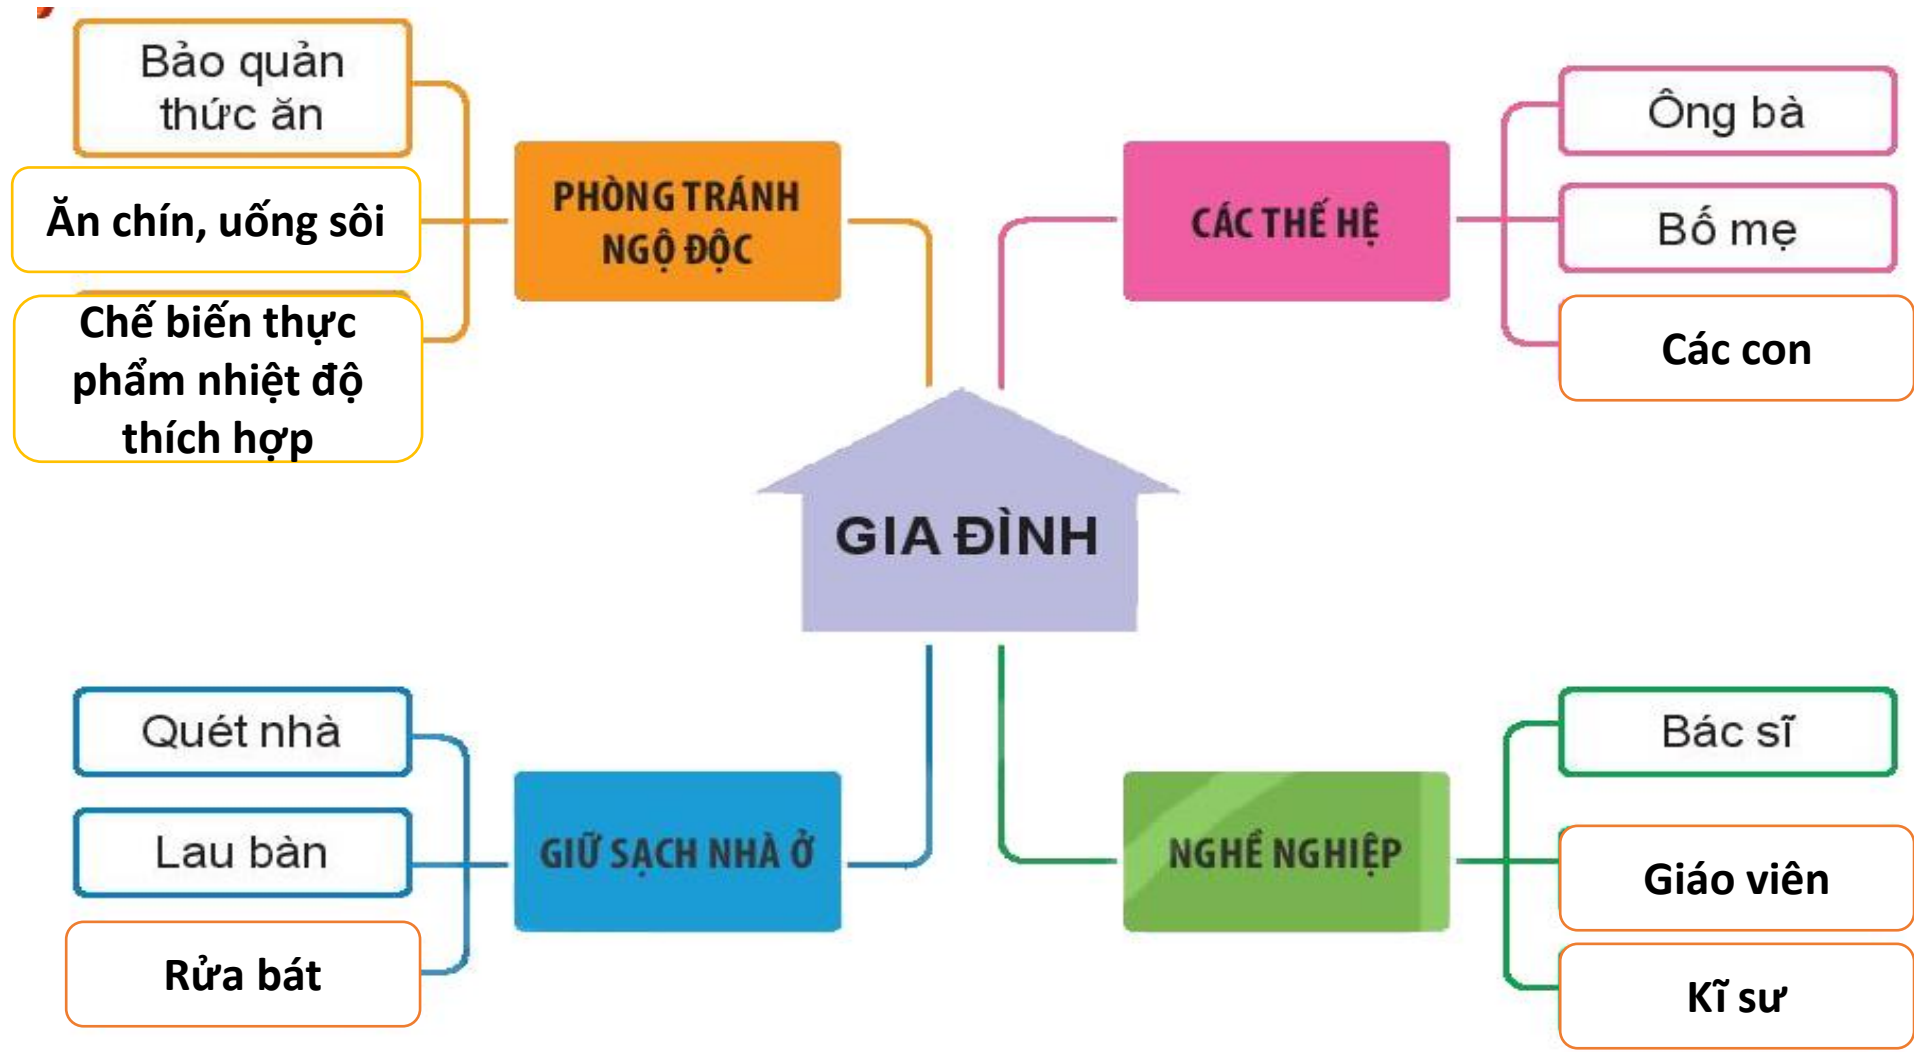 Bảo quản
thức ăn
Ăn chín, uống sôi
Chế biến thực
phẩm nhiệt độ
thích hợp
PHÒNG TRÁNH
NGỘ ĐỘC
CÁC THẾ HỆ
Ông bà
Bố mẹ
Các con
GIA ĐÌNH
Quét nhà
Lau bàn
Rửa bát
GIỮ SẠCH NHÀ Ở
NGHỀ NGHIỆP
Bác sĩ
Giáo viên
Kĩ sư